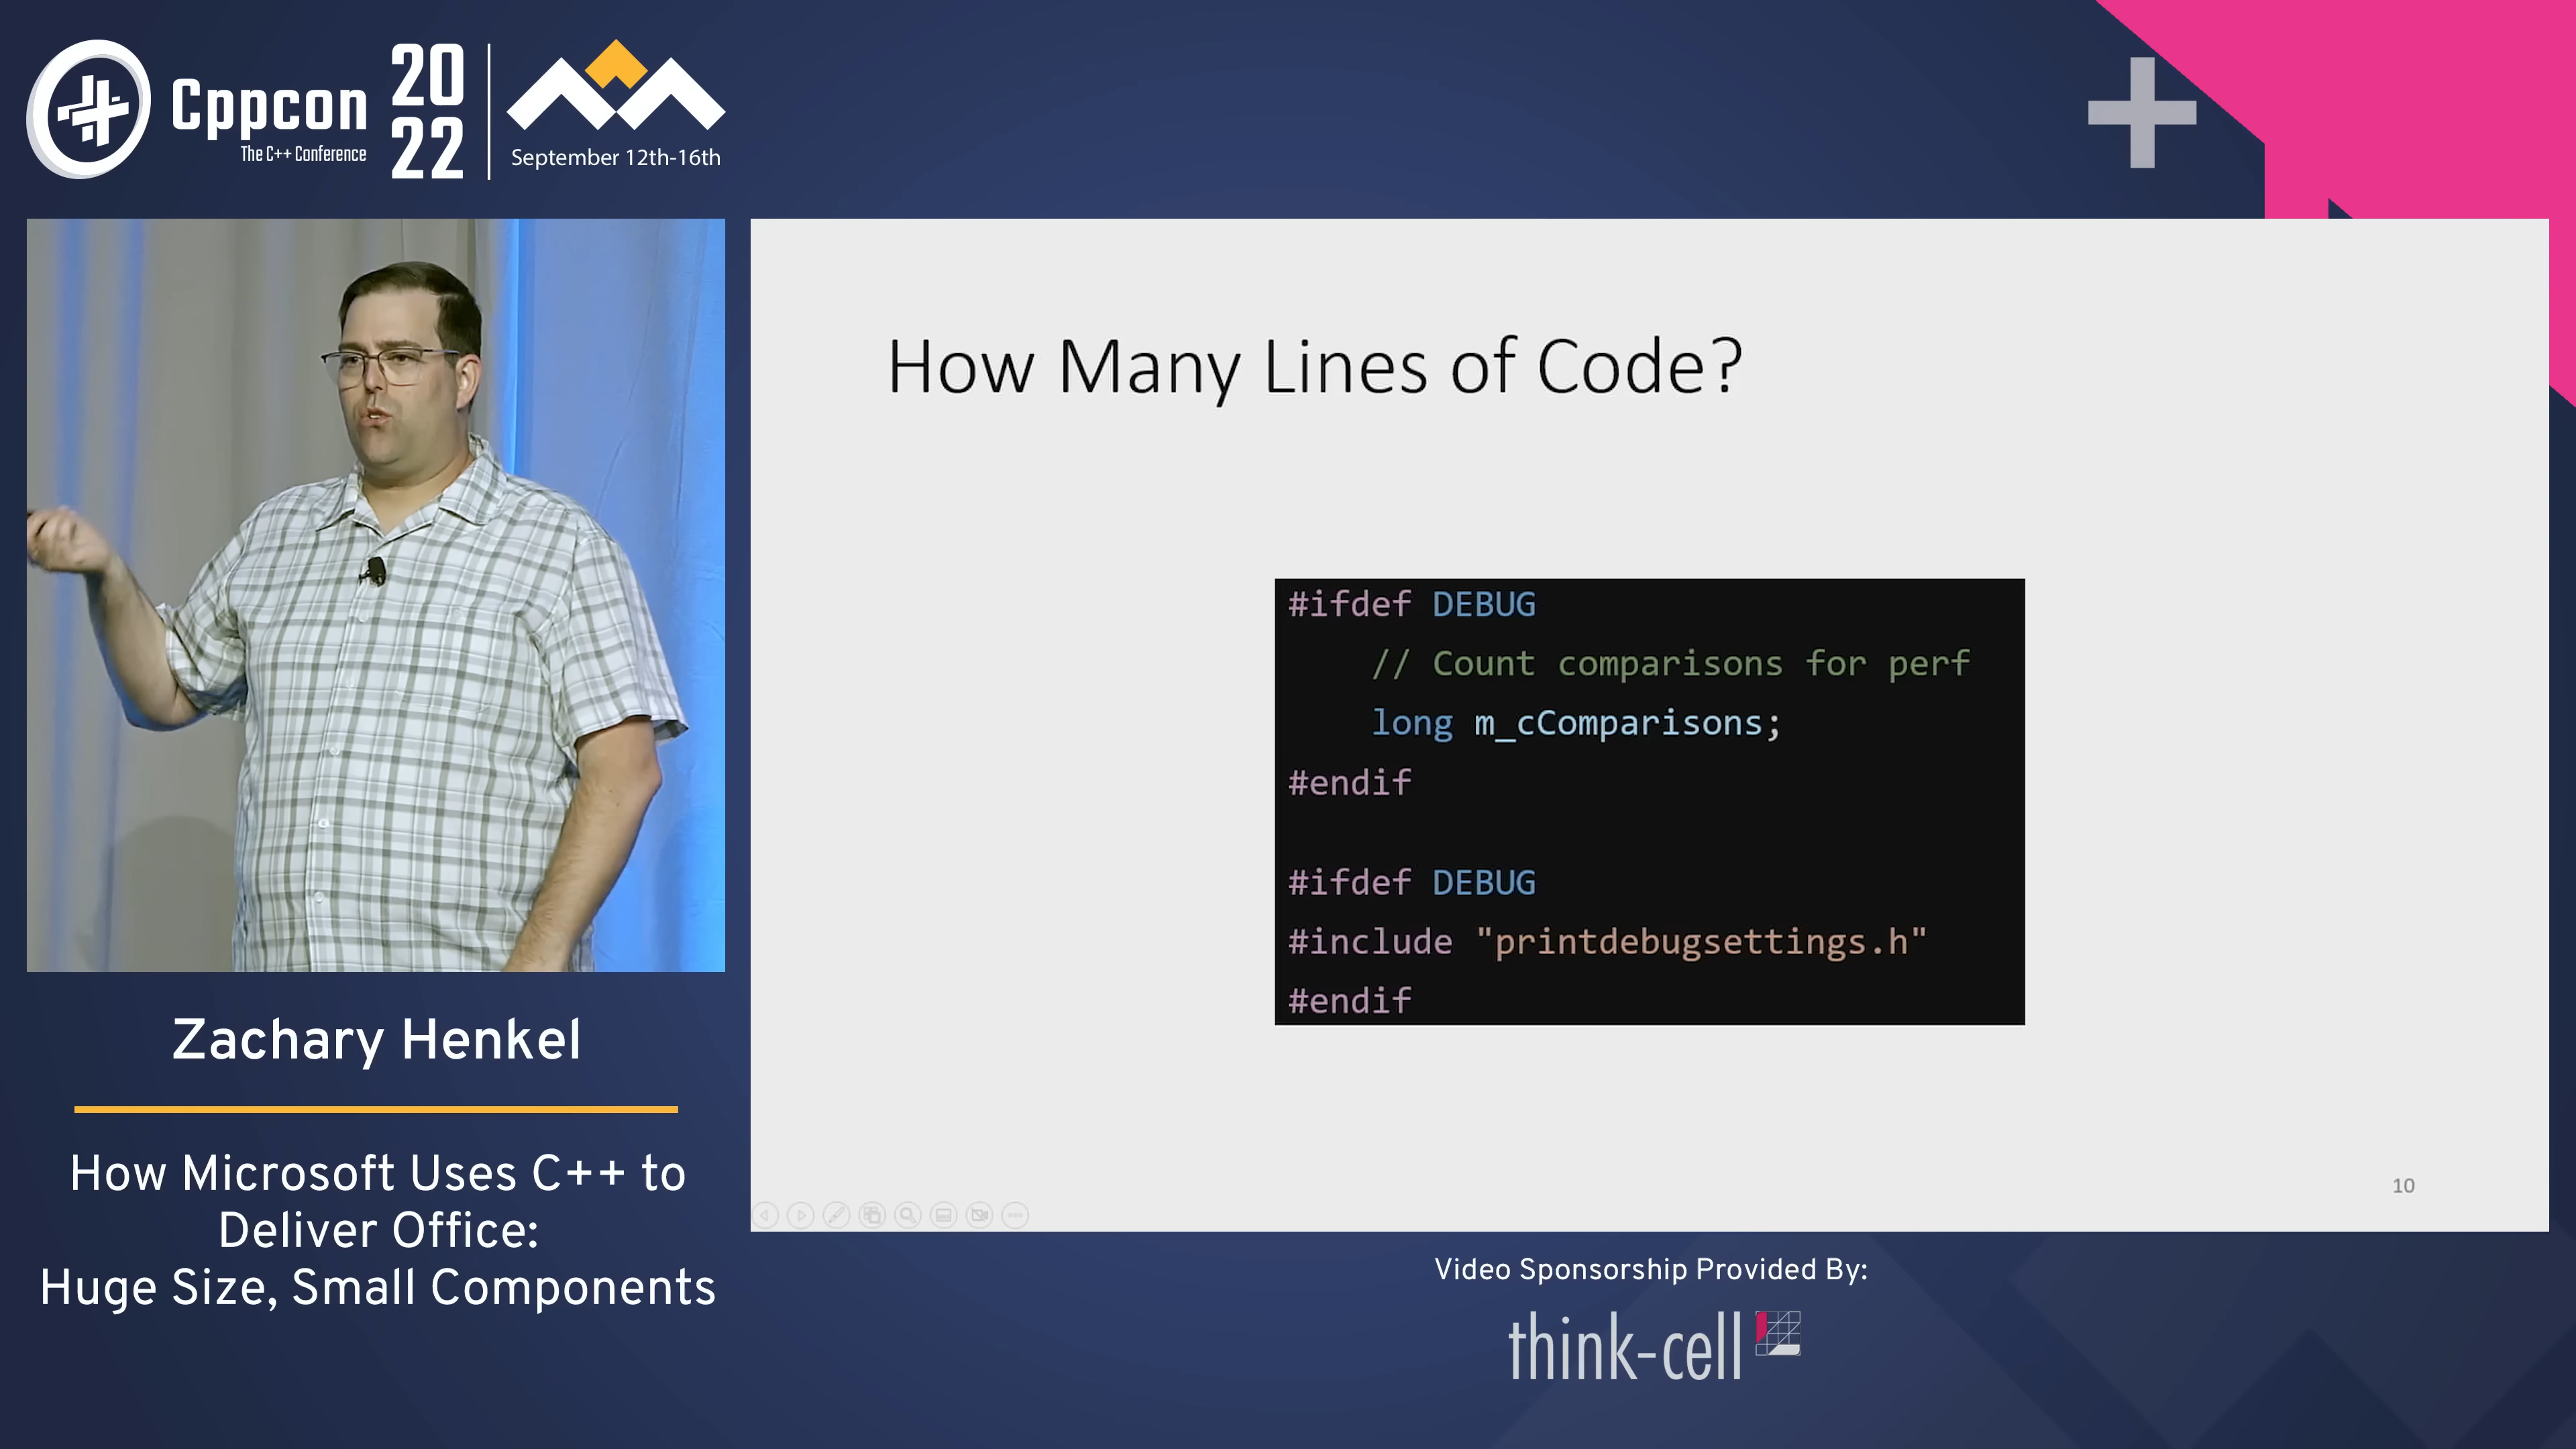 Cppcon
The C++ Conference
20
22
September 12th-16th
How Many Lines of Code?
#ifdef DEBUG
    // Count comparisons for perf
    long m_cComparisons;
#endif
#ifdef DEBUG
#include "printdebugsettings.h"
#endif
10
Zachary Henkel
How Microsoft Uses C++ to
Deliver Office:
Huge Size, Small Components
Video Sponsorship Provided By:
think-cell